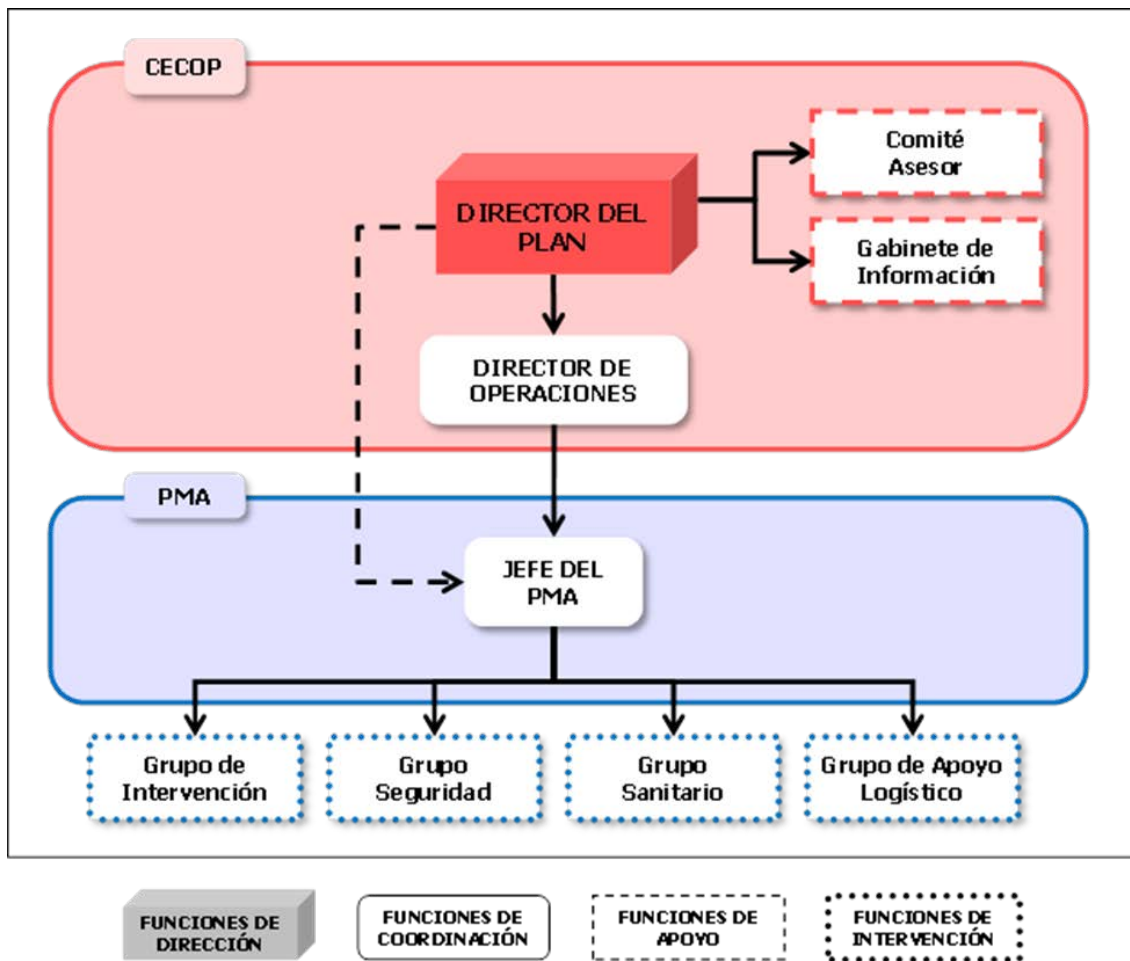 CECOP
Comité
Asesor
DIRECTOR DEL
PLAN
Gabinete de
Información
DIRECTOR DE
OPERACIONES
PMA
JEFE DEL
PMA
Grupo de
Intervención
Grupo
Seguridad
Grupo
Sanitario
Grupo de Apoyo
Logístico
FUNCIONES DE
DIRECCIÓN
FUNCIONES DE
COORDINACIÓN
FUNCIONES DE
APOYO
FUNCIONES DE
INTERVENCIÓN